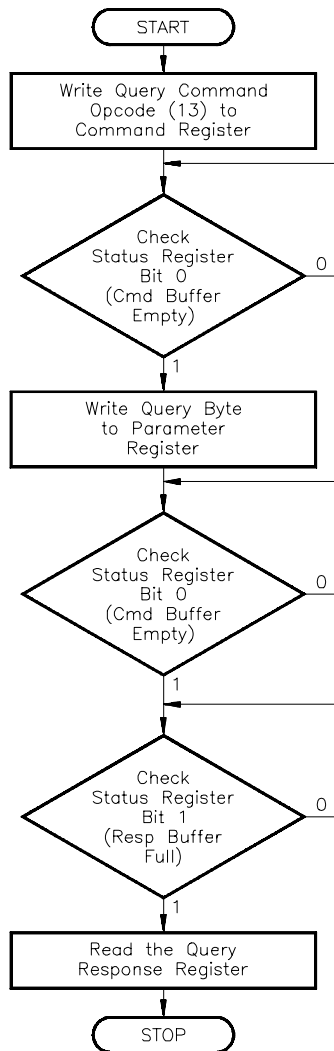 START
Write Query Command
Opcode (13) to
Command Register
Check
Status Register
Bit 0
(Cmd Buffer
Empty)
0
1
Write Query Byte
to Parameter
Register
Check
Status Register
Bit 0
(Cmd Buffer
Empty)
0
1
Check
Status Register
Bit 1
(Resp Buffer
Full)
0
1
Read the Query
Response Register
STOP